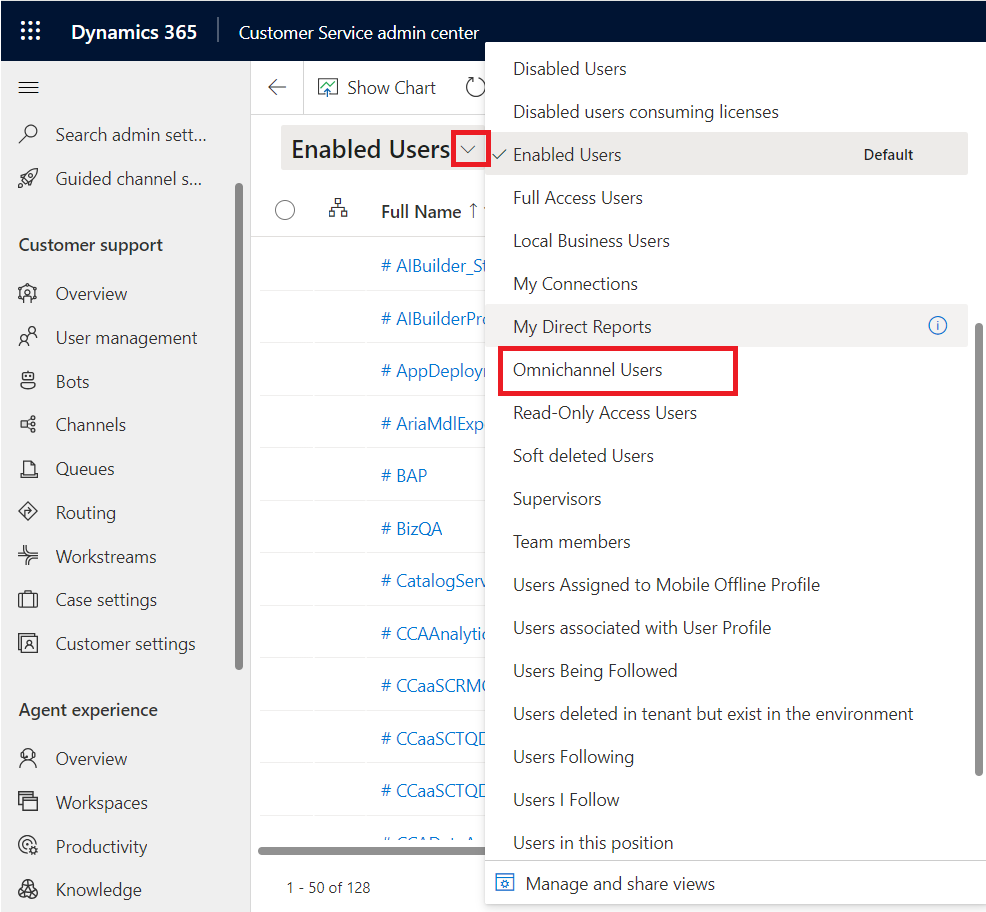 Dynamics 365
Customer Service admin center
Search admin sett...
Guided channel s...
Customer support
Overview
User management
Bots
Channels
Queues
Routing
Workstreams
Case settings
Customer settings
Agent experience
Overview
Workspaces
Productivity
Knowledge
Show Chart
Enabled Users
Full Name ↑
# AIBuilder_St
# AIBuilderPro
# AppDeploy
# AriaMdlExp
# BAP
# BizQA
# CatalogServ
# CCAAnalytic
# CCaaSCRM
# CCaaSCTQD
# CCaaSCTQD
1 - 50 of 128
Disabled Users
Disabled users consuming licenses
Enabled Users Default
Full Access Users
Local Business Users
My Connections
My Direct Reports
Omnichannel Users
Read-Only Access Users
Soft deleted Users
Supervisors
Team members
Users Assigned to Mobile Offline Profile
Users associated with User Profile
Users Being Followed
Users deleted in tenant but exist in the environment
Users Following
Users I Follow
Users in this position
Manage and share views